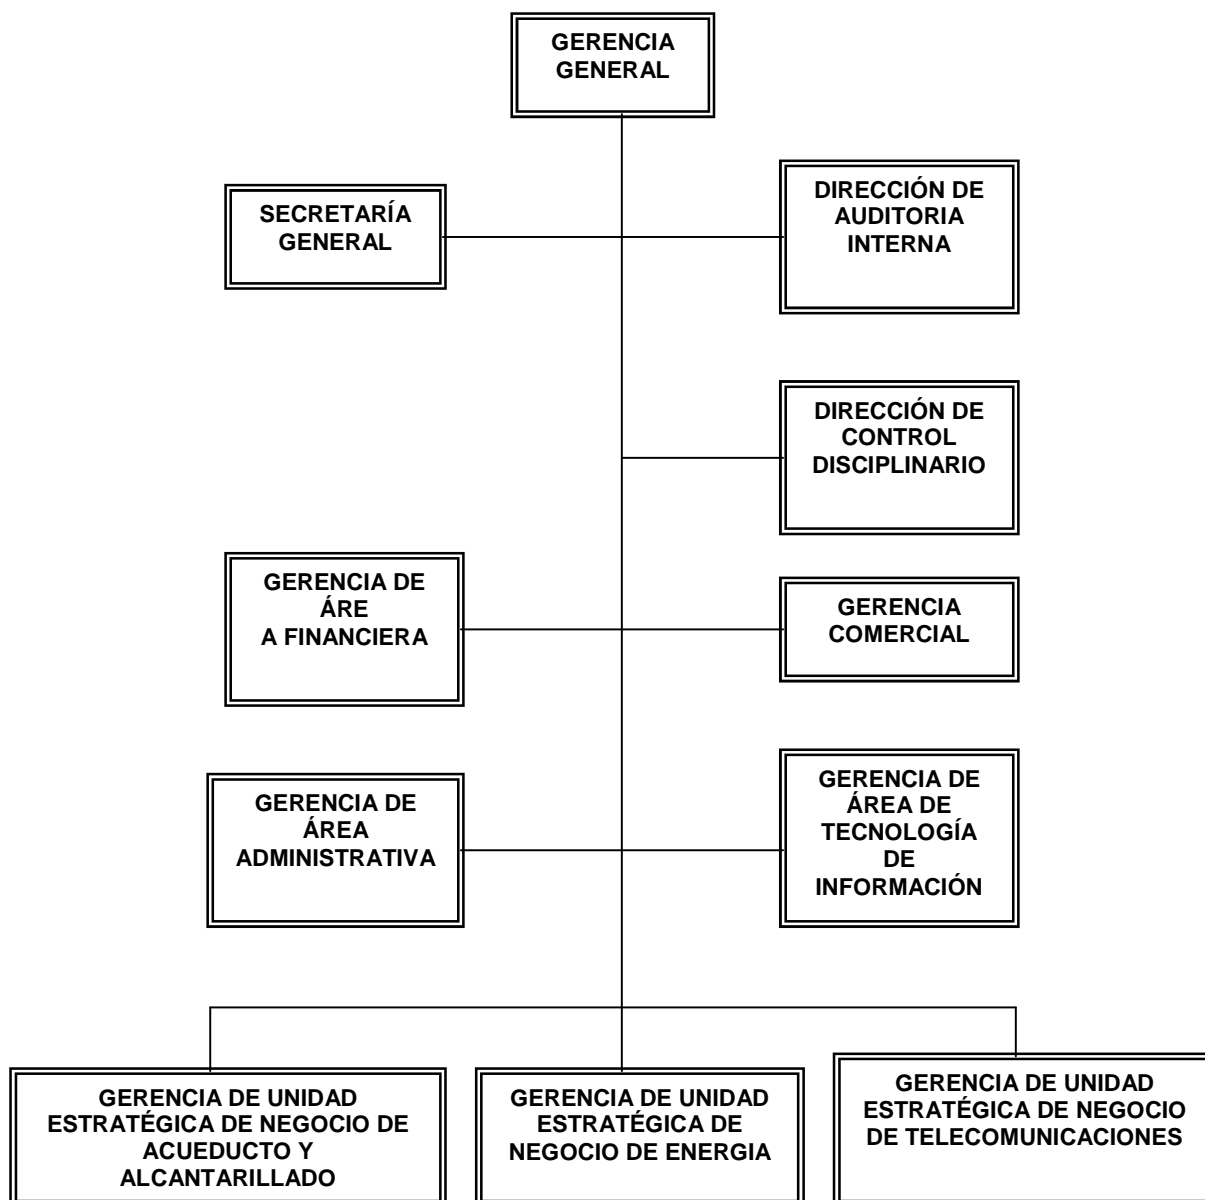 GERENCIA
GENERAL
SECRETARÍA
GENERAL
DIRECCIÓN DE
AUDITORIA
INTERNA
DIRECCIÓN DE
CONTROL
DISCIPLINARIO
GERENCIA DE
ÁRE
A FINANCIERA
GERENCIA
COMERCIAL
GERENCIA DE
ÁREA
ADMINISTRATIVA
GERENCIA DE
ÁREA DE
TECNOLOGÍA
DE
INFORMACIÓN
GERENCIA DE UNIDAD
ESTRATÉGICA DE NEGOCIO DE
ACUEDUCTO Y
ALCANTARILLADO
GERENCIA DE UNIDAD
ESTRATÉGICA DE
NEGOCIO DE ENERGIA
GERENCIA DE UNIDAD
ESTRATÉGICA DE NEGOCIO
DE TELECOMUNICACIONES